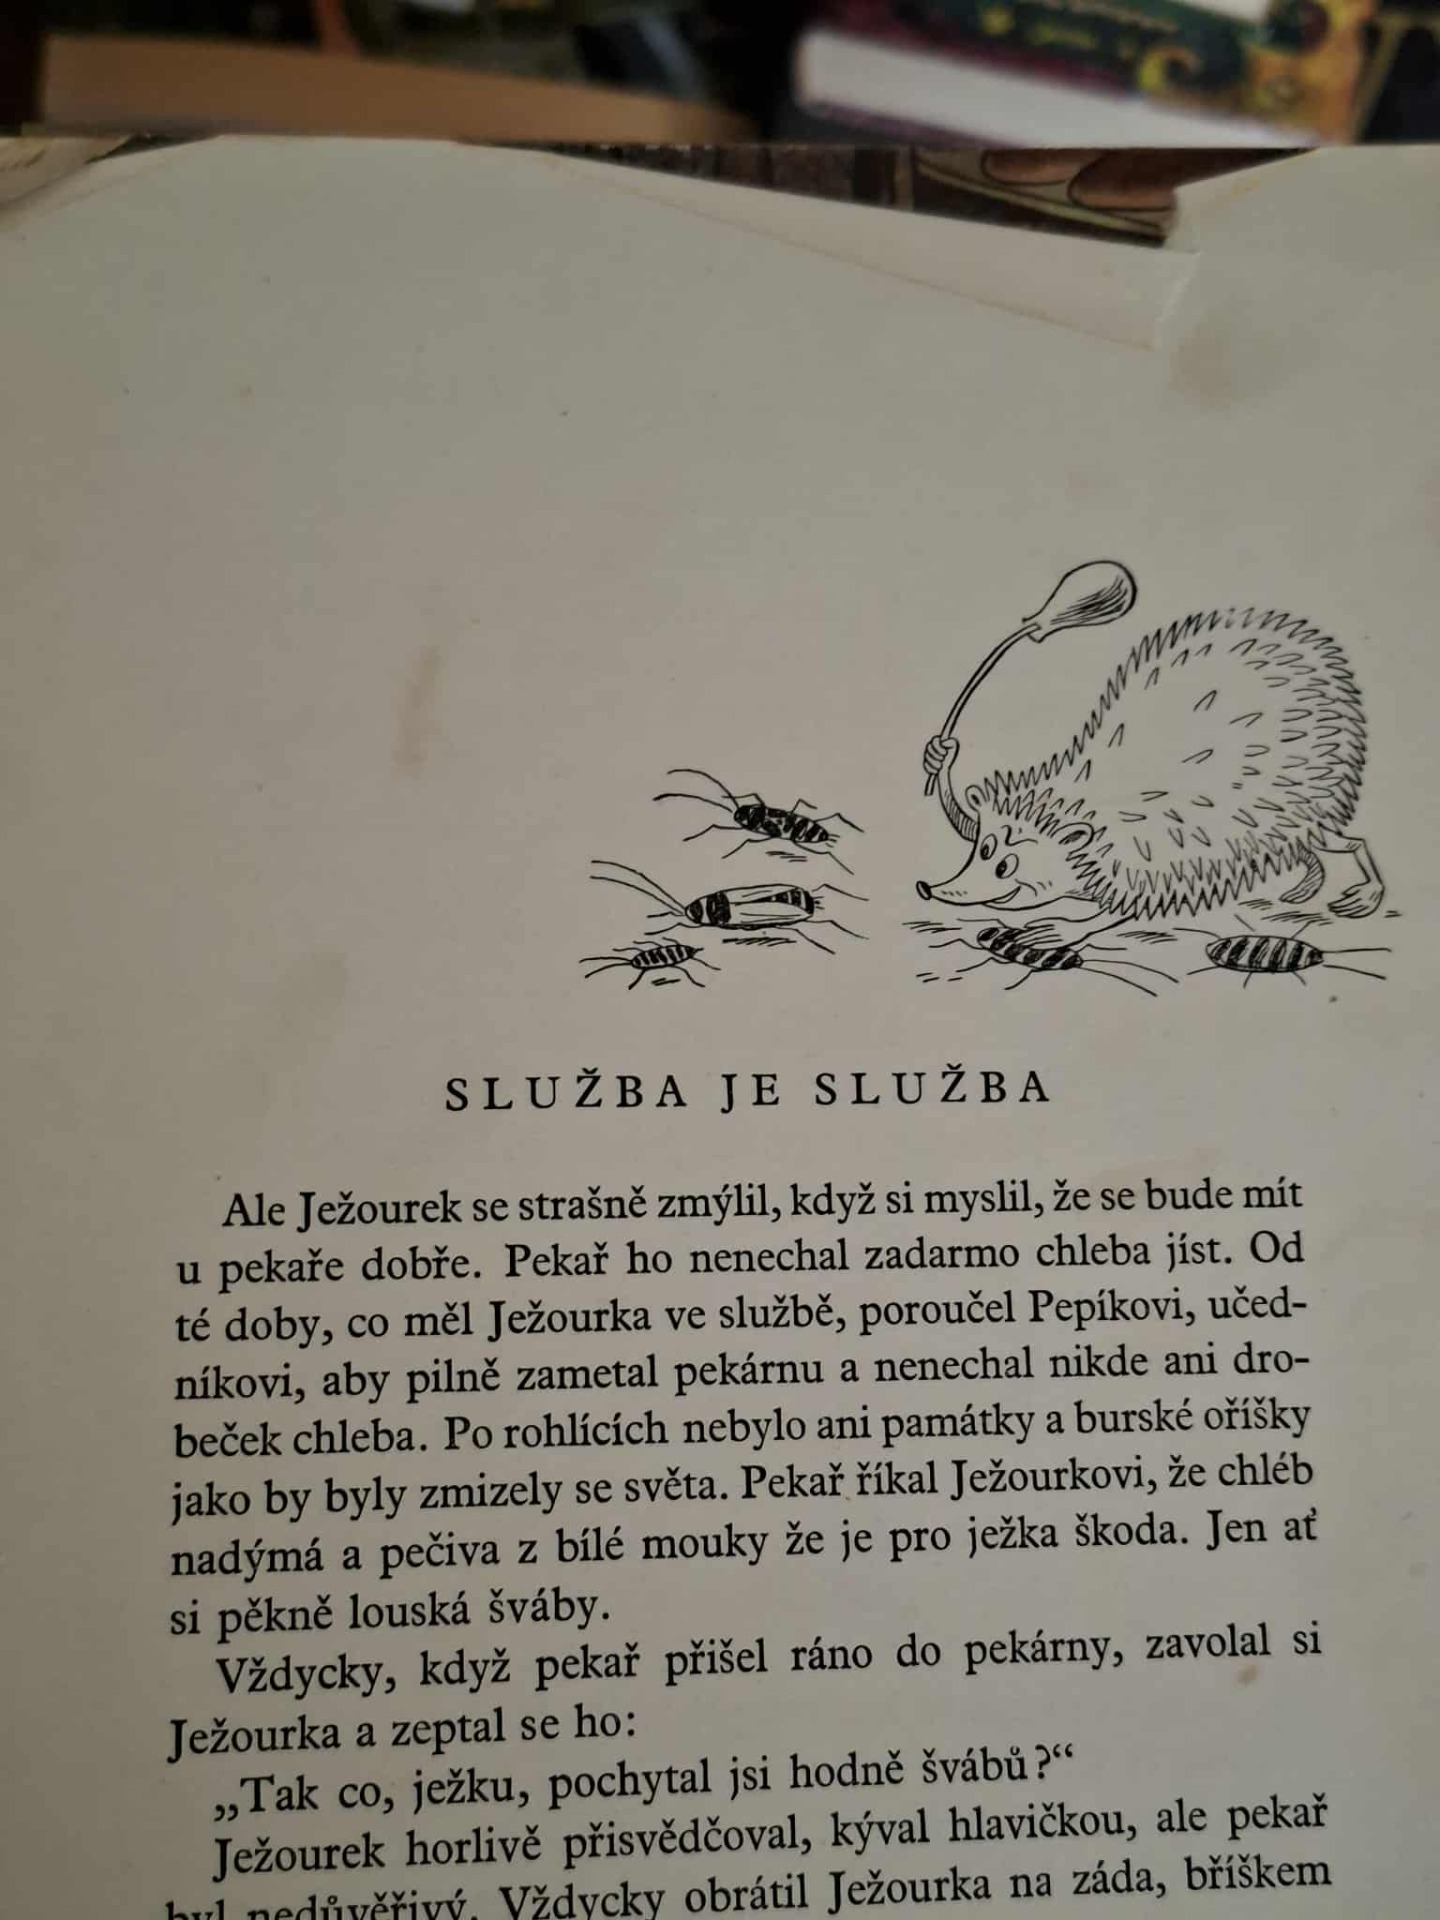 SLUŽBA JE SLUŽBA
Ale Ježourek se strašně zmýlil, když si myslil, že se bude mít
u pekaře dobře. Pekař ho nenechal zadarmo chleba jíst. Od
té doby, co měl Ježourka ve službě, poroučel Pepíkovi, učed-
níkovi, aby pilně zametal pekárnu a nenechal nikde ani dro-
beček chleba. Po rohlících nebylo ani památky a burské oříšky
jako by byly zmizely se světa. Pekař říkal Ježourkovi, že chléb
nadýmá a pečiva z bílé mouky že je pro ježka škoda. Jen ať
si pěkně louská šváby.
Vždycky, když pekař přišel ráno do pekárny, zavolal si
Ježourka a zeptal se ho:
„Tak co, ježku, pochytal jsi hodně švábů?“
Ježourek horlivě přisvědčoval, kýval hlavičkou, ale pekař
byl nedůvěřivý. Vždycky obrátil Ježourka na záda, bříškem